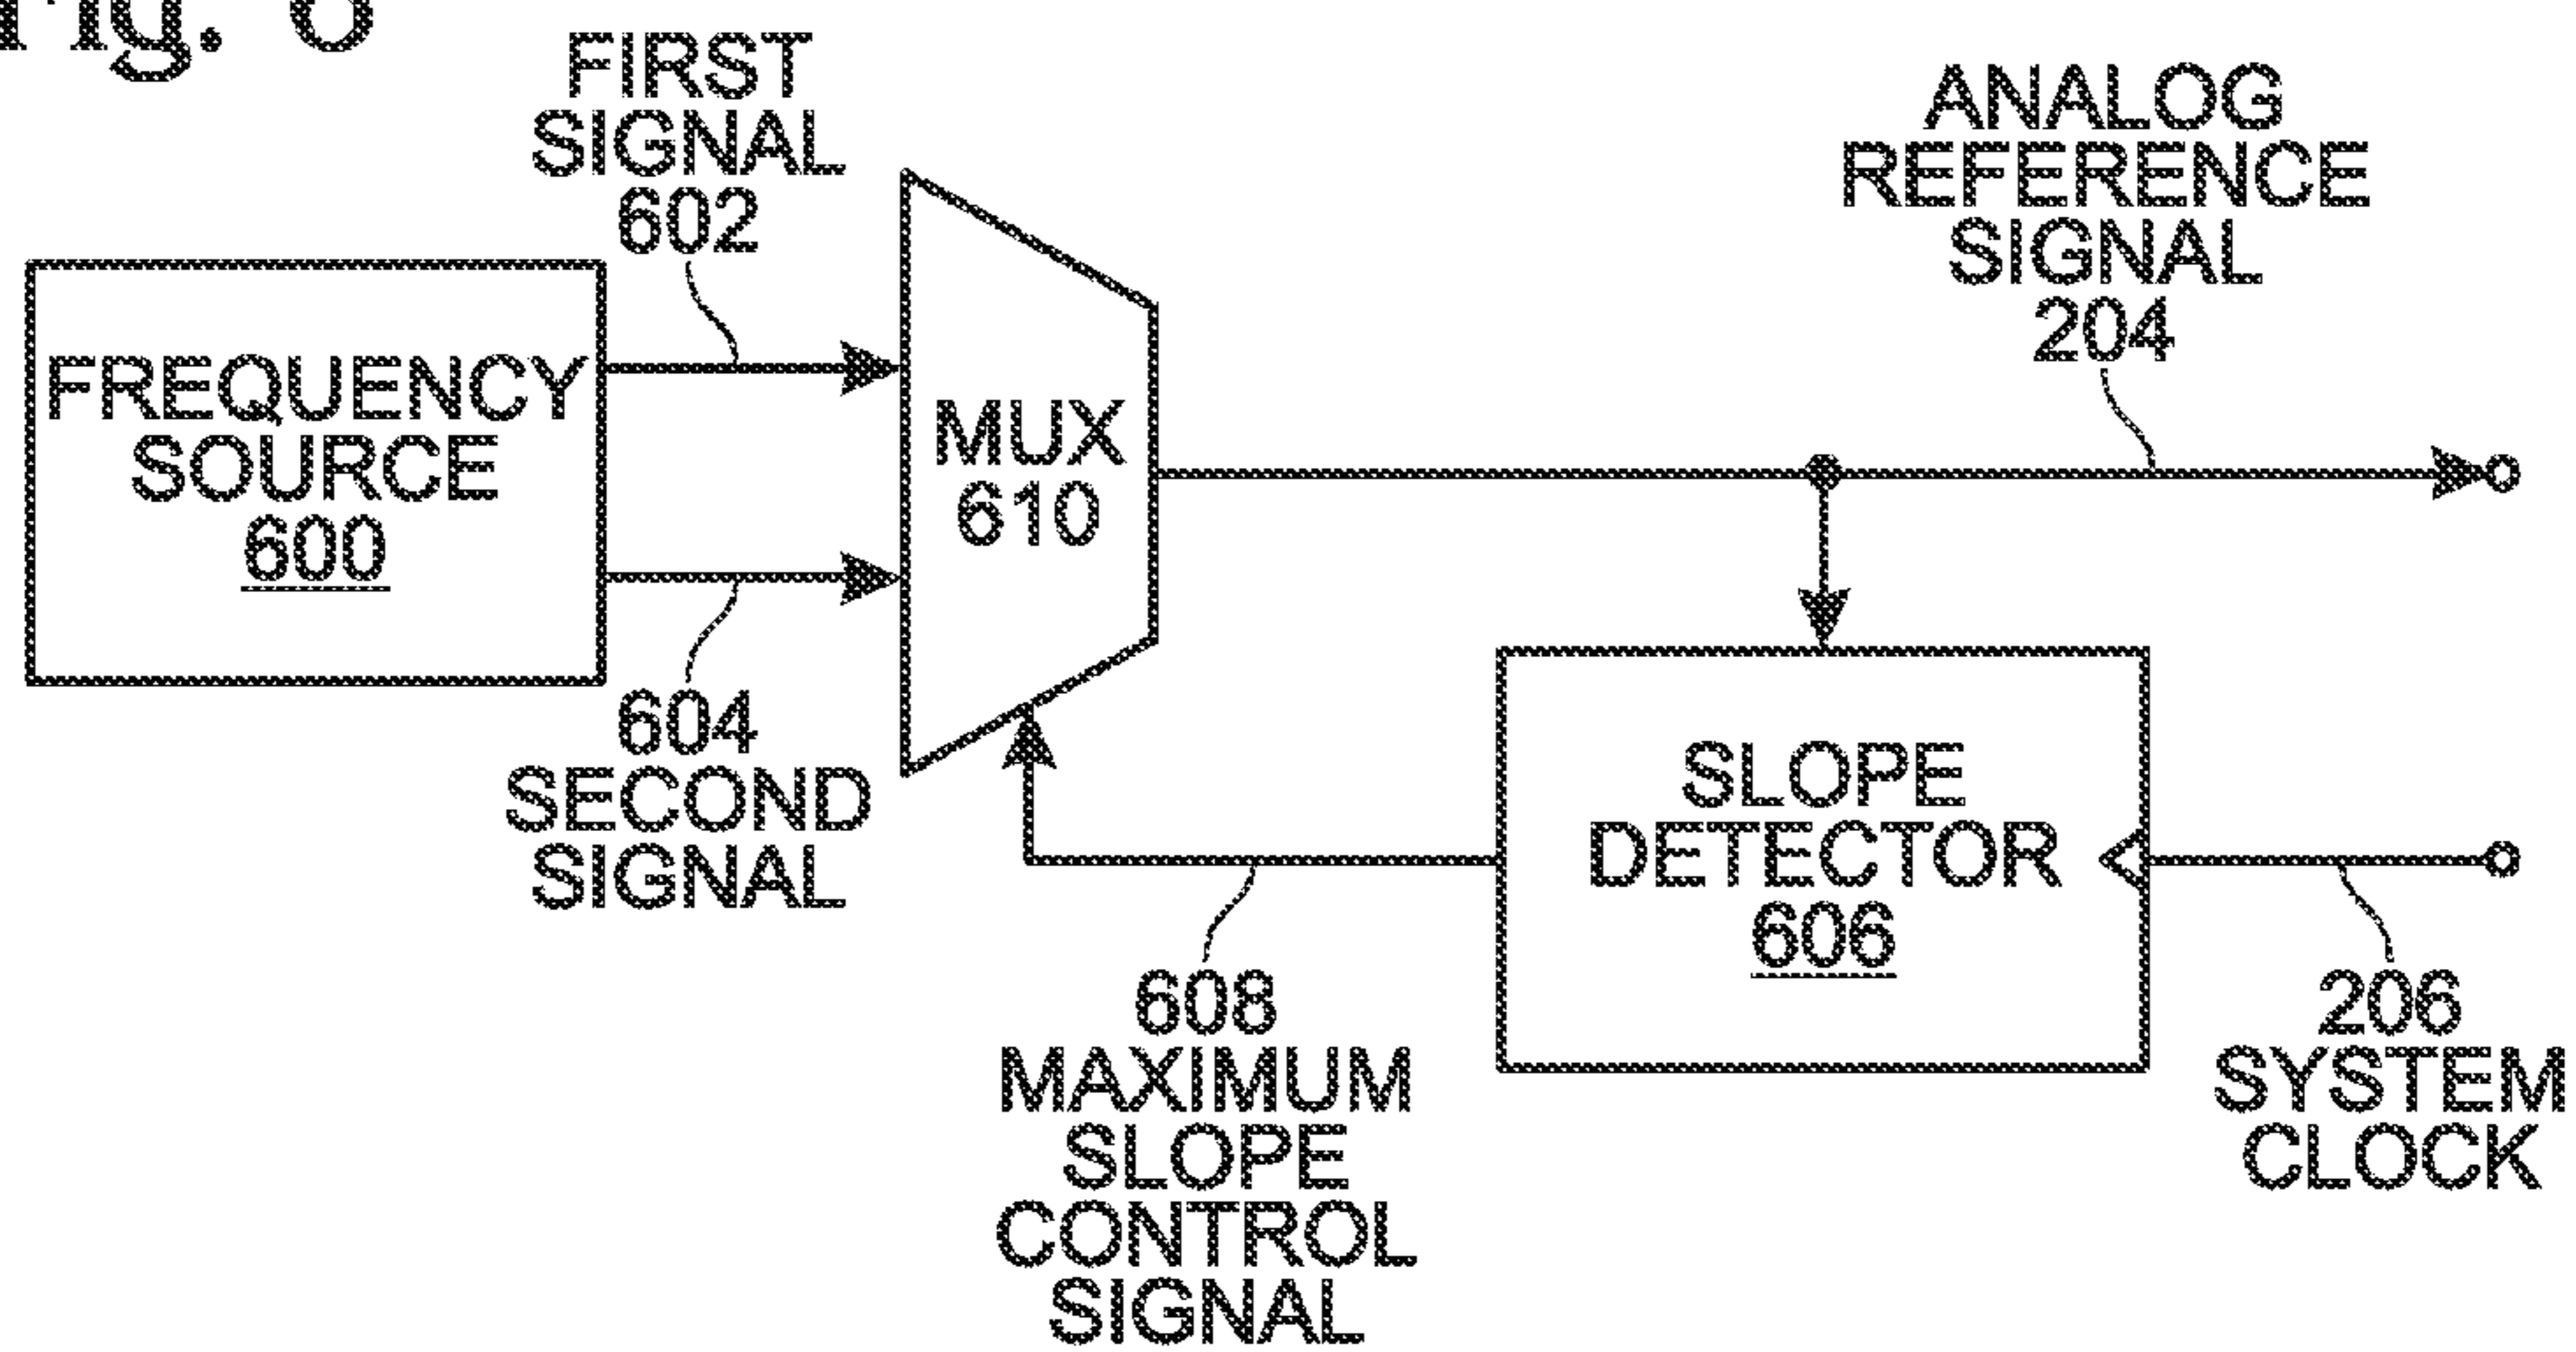 Fig.
FIRST
SIGNAL
602
ANALOG
REFERENCE
SIGNAL
204
FREQUENCY
SOURCE
600
MUX
610
604
SECOND
SIGNAL
SLOPE
DETECTOR
606
608
MAXIMUM
SLOPE
CONTROL
SIGNAL
206
SYSTEM
CLOCK